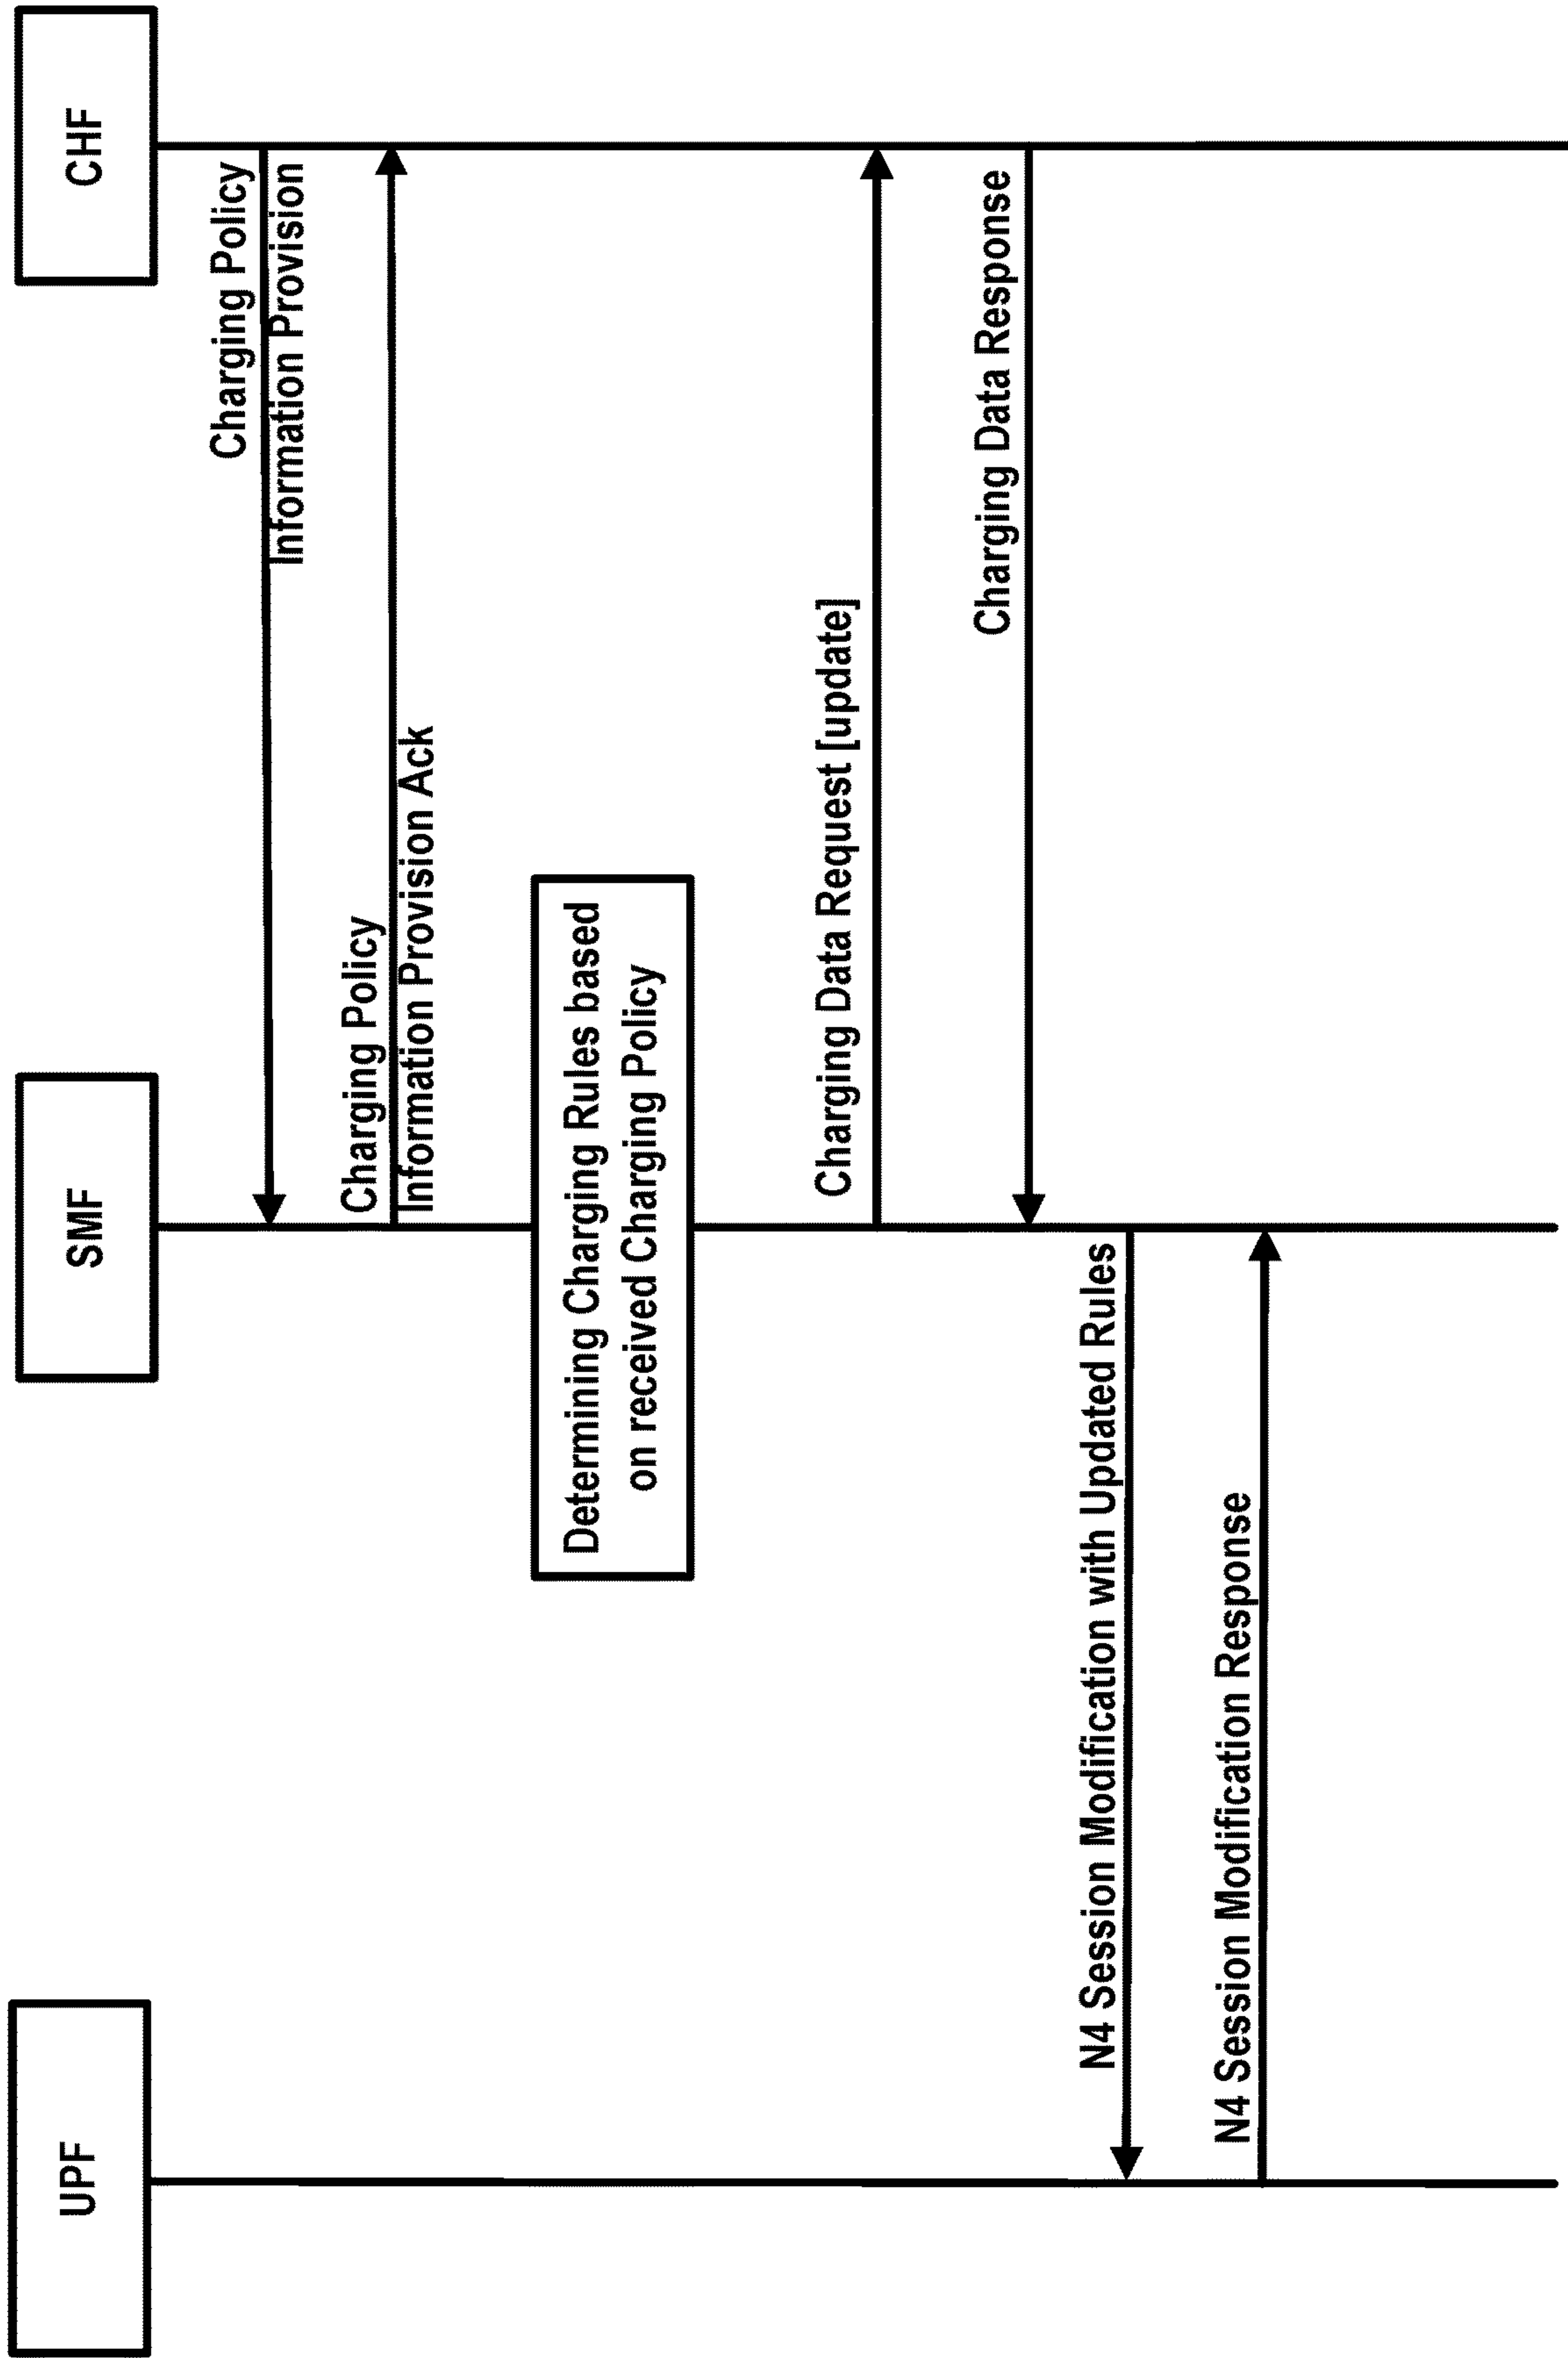 UPF
SMF
CHF
Charging Policy
Information Provision
Charging Policy
Information Provision Ack
Determining Charging Rules based
on received Charging Policy
Charging Data Request [update]
Charging Data Response
N4 Session Modification with Updated Rules
N4 Session Modification Response